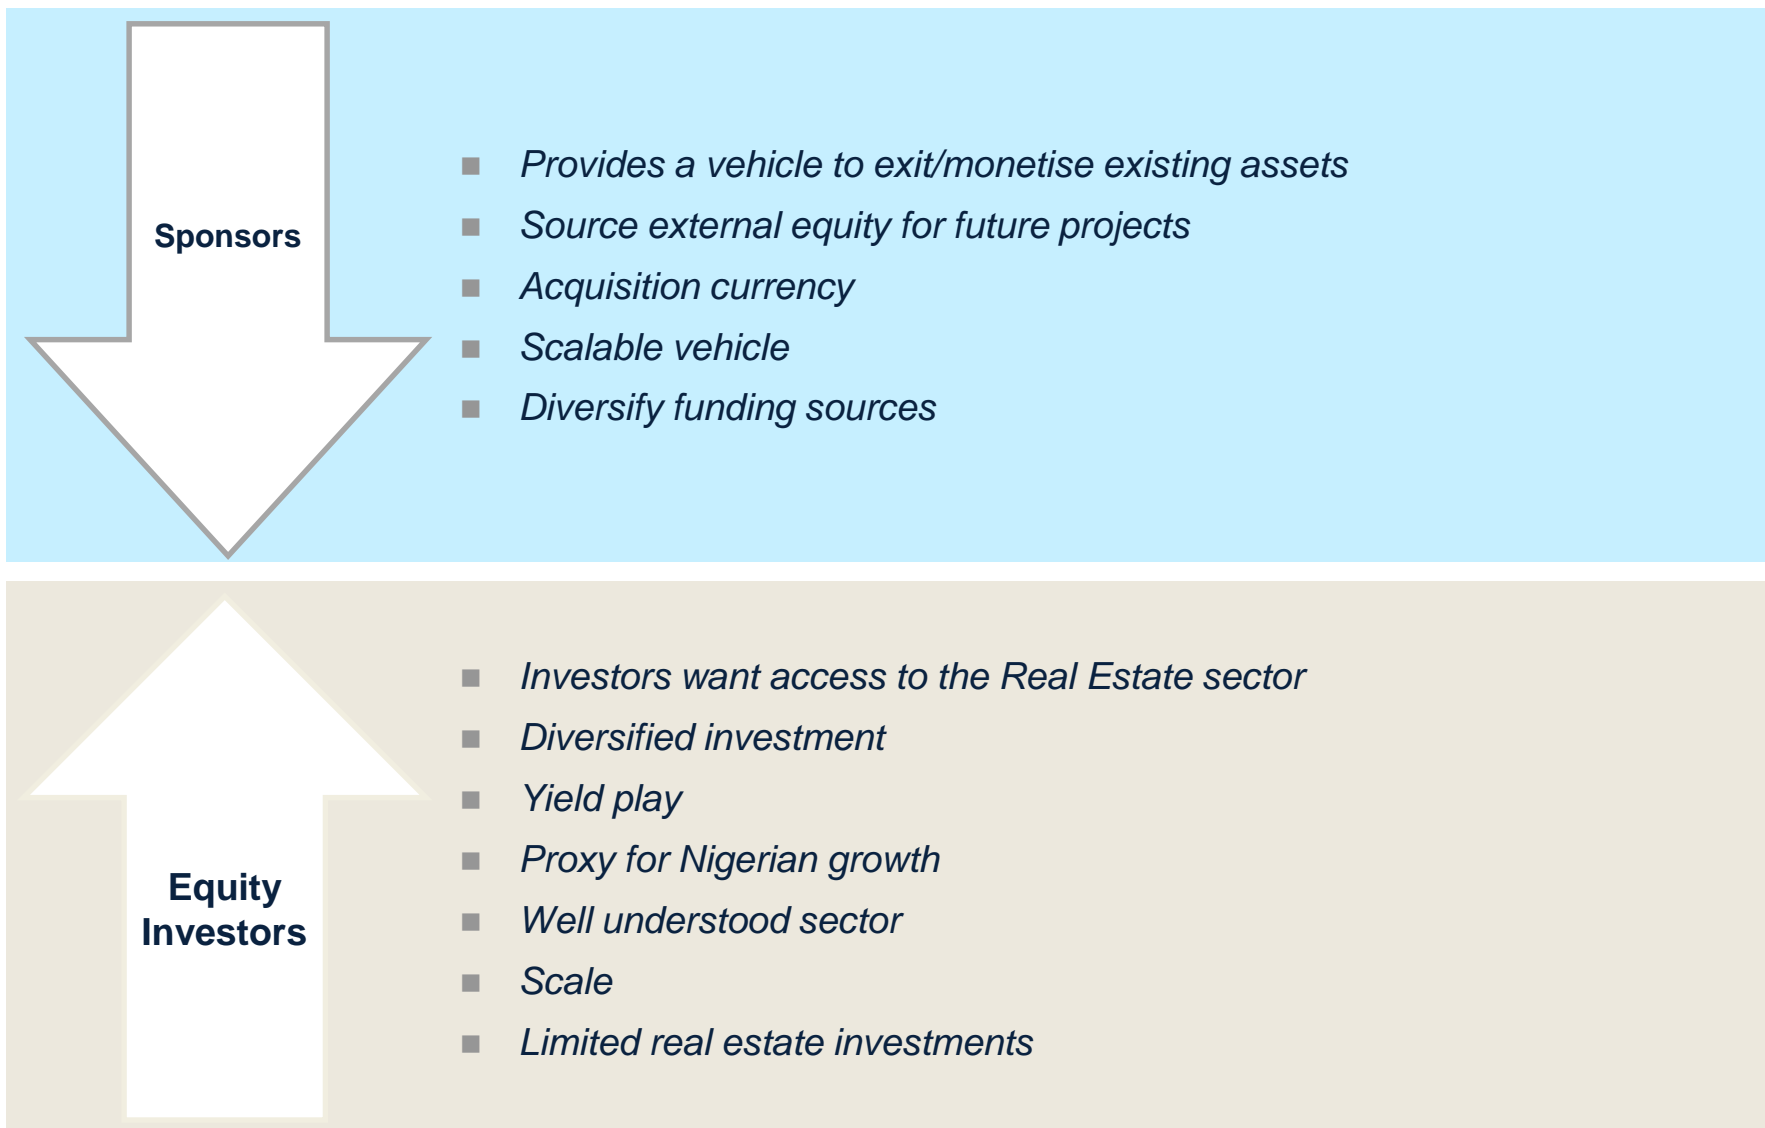 Sponsors
Provides a vehicle to exit/monetise existing assets
Source external equity for future projects
Acquisition currency
Scalable vehicle
Diversify funding sources
Equity
Investors
Investors want access to the Real Estate sector
Diversified investment
Yield play
Proxy for Nigerian growth
Well understood sector
Scale
Limited real estate investments